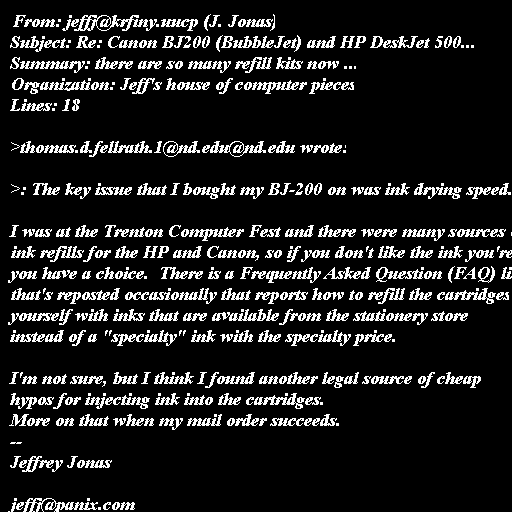 From: jeffj@krfiny.uucp (J. Jonas)
Subject: Re: Canon BJ200 (BubbleJet) and HP DeskJet 500...
Summary: there are so many refill kits now ...
Organization: Jeff's house of computer pieces
Lines: 18

>thomas.d.fellrath.1@nd.edu@nd.edu wrote:

>: The key issue that I bought my BJ-200 on was ink drying speed.

I was at the Trenton Computer Fest and there were many sources
ink refills for the HP and Canon, so if you don't like the ink you're
you have a choice.  There is a Frequently Asked Question (FAQ) li
that's reposted occasionally that reports how to refill the cartridges
yourself with inks that are available from the stationery store
instead of a "specialty" ink with the specialty price.

I'm not sure, but I think I found another legal source of cheap
hypos for injecting ink into the cartridges.
More on that when my mail order succeeds.
--
Jeffrey Jonas

jeffj@panix.com